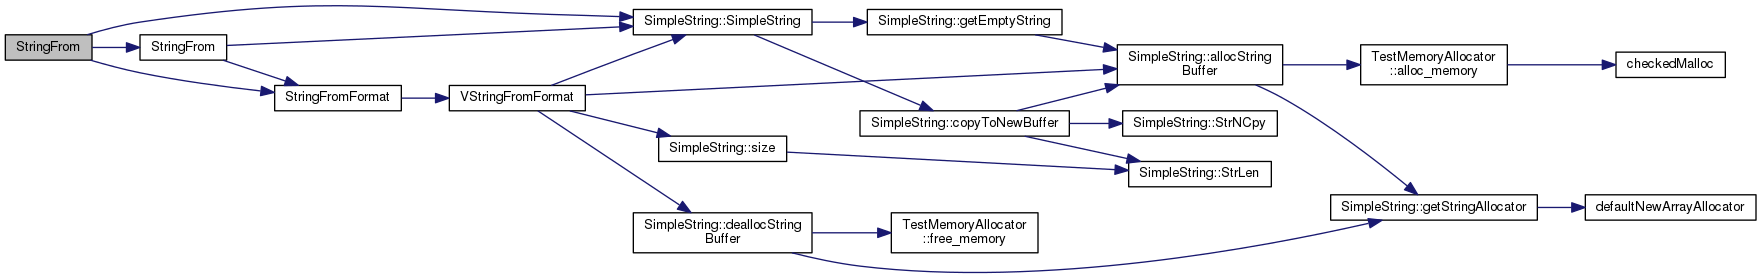 StringFrom
StringFrom
StringFromFormat
VStringFromFormat
SimpleString::SimpleString
SimpleString::size
SimpleString::deallocString
Buffer
SimpleString::getEmptyString
SimpleString::copyToNewBuffer
TestMemoryAllocator
::free_memory
SimpleString::allocString
Buffer
SimpleString::StrNCpy
SimpleString::StrLen
TestMemoryAllocator
::alloc_memory
SimpleString::getStringAllocator
checkedMalloc
defaultNewArrayAllocator